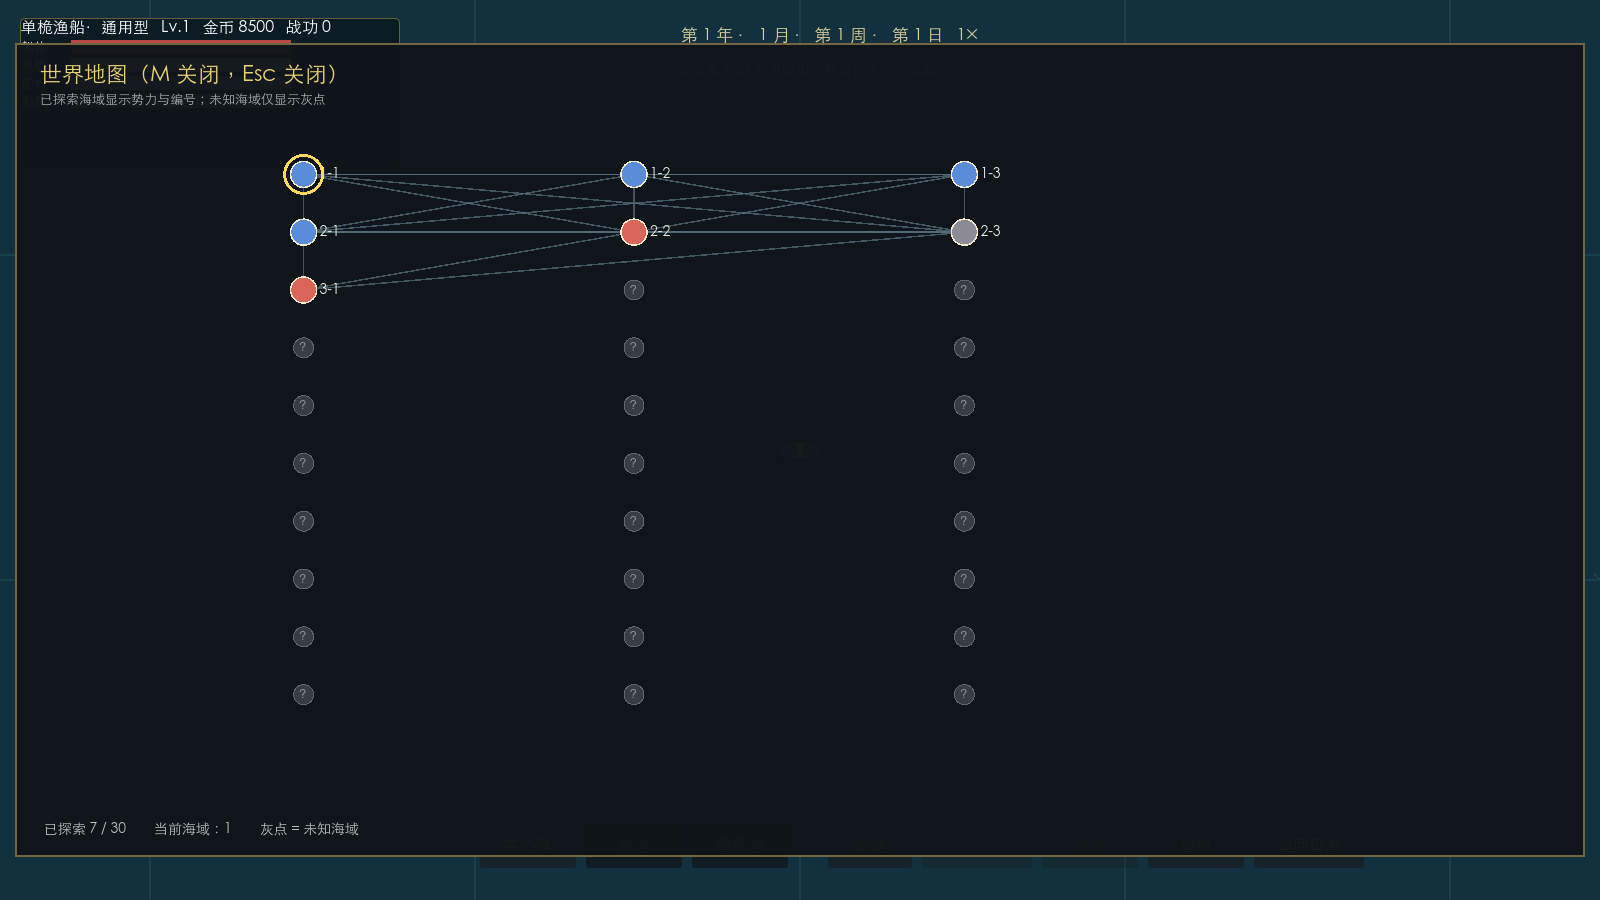 单桅渔船· 通用型 Lv.1 金币 8500 战功 0
第 1 年 · 1 月 · 第 1 周 · 第 1 日 1×
世界地图（M 关闭，Esc 关闭）
已探索海域显示势力与编号；未知海域仅显示灰点
-1 1-2 1-3
2-1 2-2 2-3
3-1 ? ?
? ? ?
? ? ?
? ? ?
? ? ?
? ? ?
? ? ?
? ? ?
已探索 7 / 30 当前海域：1 灰点 = 未知海域